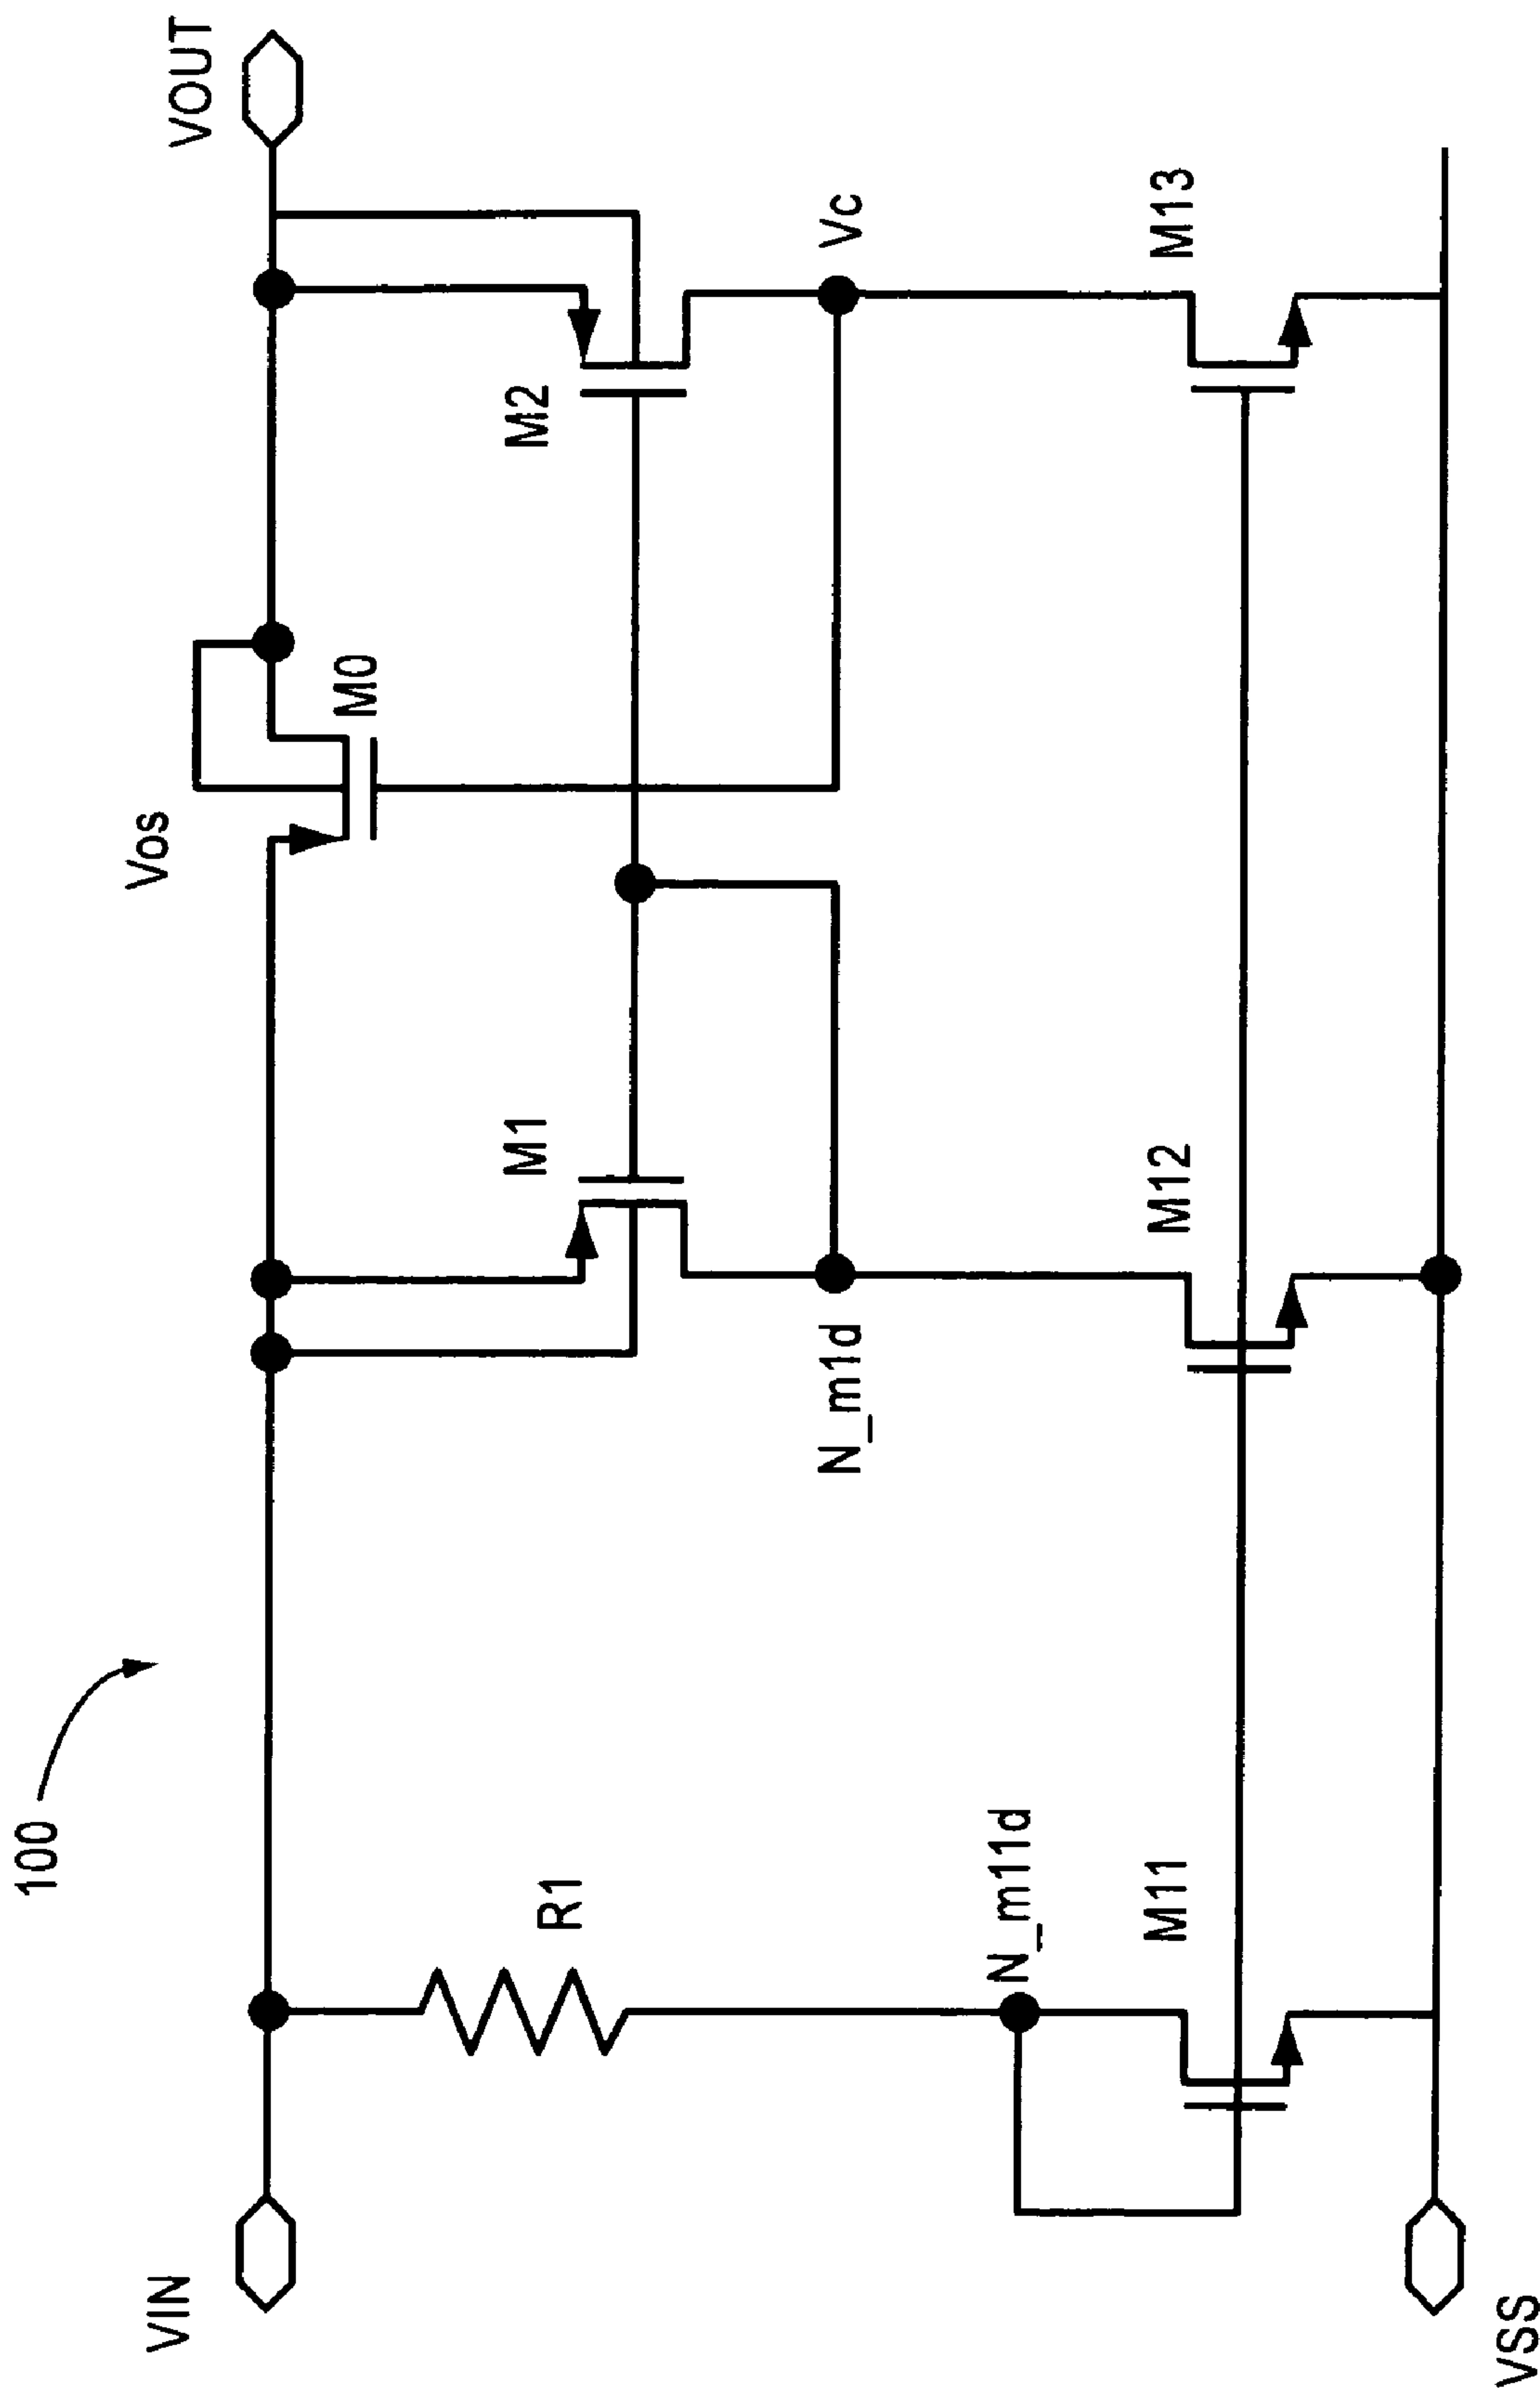 100
VIN
Vos
VOUT
R1
M1
M0
M2
N_m1d
Vc
N_m11d
M11
M12
M13
VSS